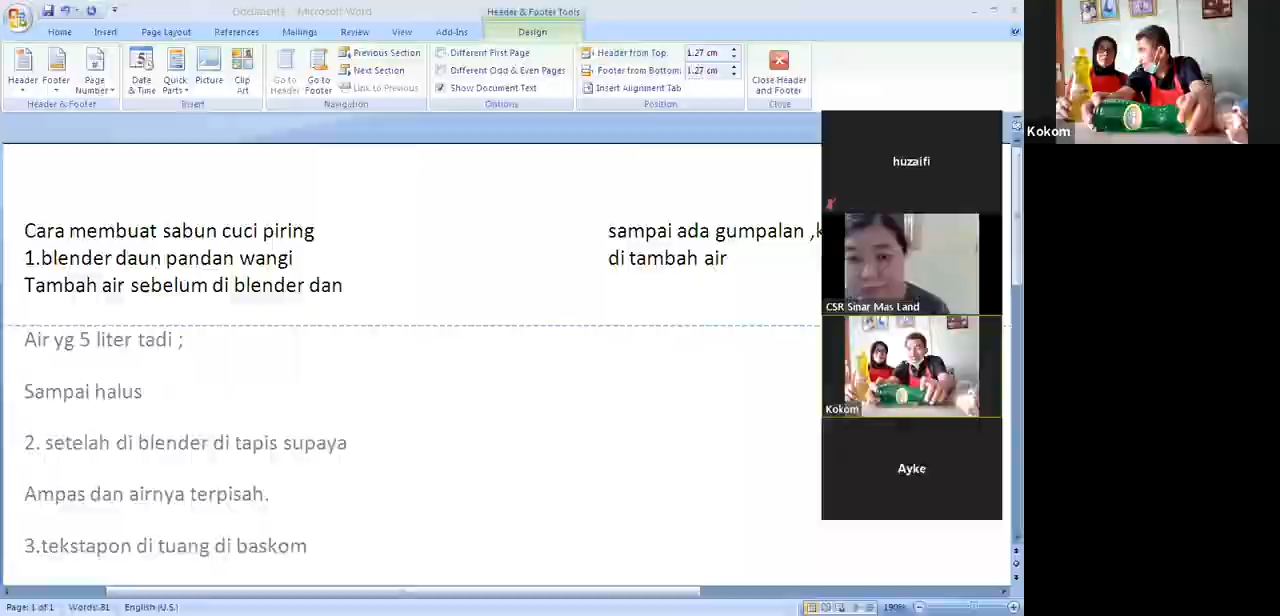 Document1 - Microsoft Word
Header & Footer Tools
Home
Insert
Page Layout
References
Mailings
Review
View
Add-Ins
Design
Header
Footer
Page Number
Date & Time
Quick Parts
Picture
Clip Art
Go to Header
Go to Footer
Previous Section
Next Section
Link to Previous
Different First Page
Different Odd & Even Pages
Show Document Text
Header from Top: 1.27 cm
Footer from Bottom: 1.27 cm
Insert Alignment Tab
Close Header and Footer
Header & Footer
Insert
Navigation
Options
Position
Close
Cara membuat sabun cuci piring
1.blender daun pandan wangi
Tambah air sebelum di blender dan
Air yg 5 liter tadi ;
Sampai halus
2. setelah di blender di tapis supaya
Ampas dan airnya terpisah.
3.tekstapon di tuang di baskom
sampai ada gumpalan ,k
di tambah air
huzaifi
CSR Sinar Mas Land
Kokom
Ayke
Kokom
Page: 1 of 1
Words: 81
English (U.S.)
190%